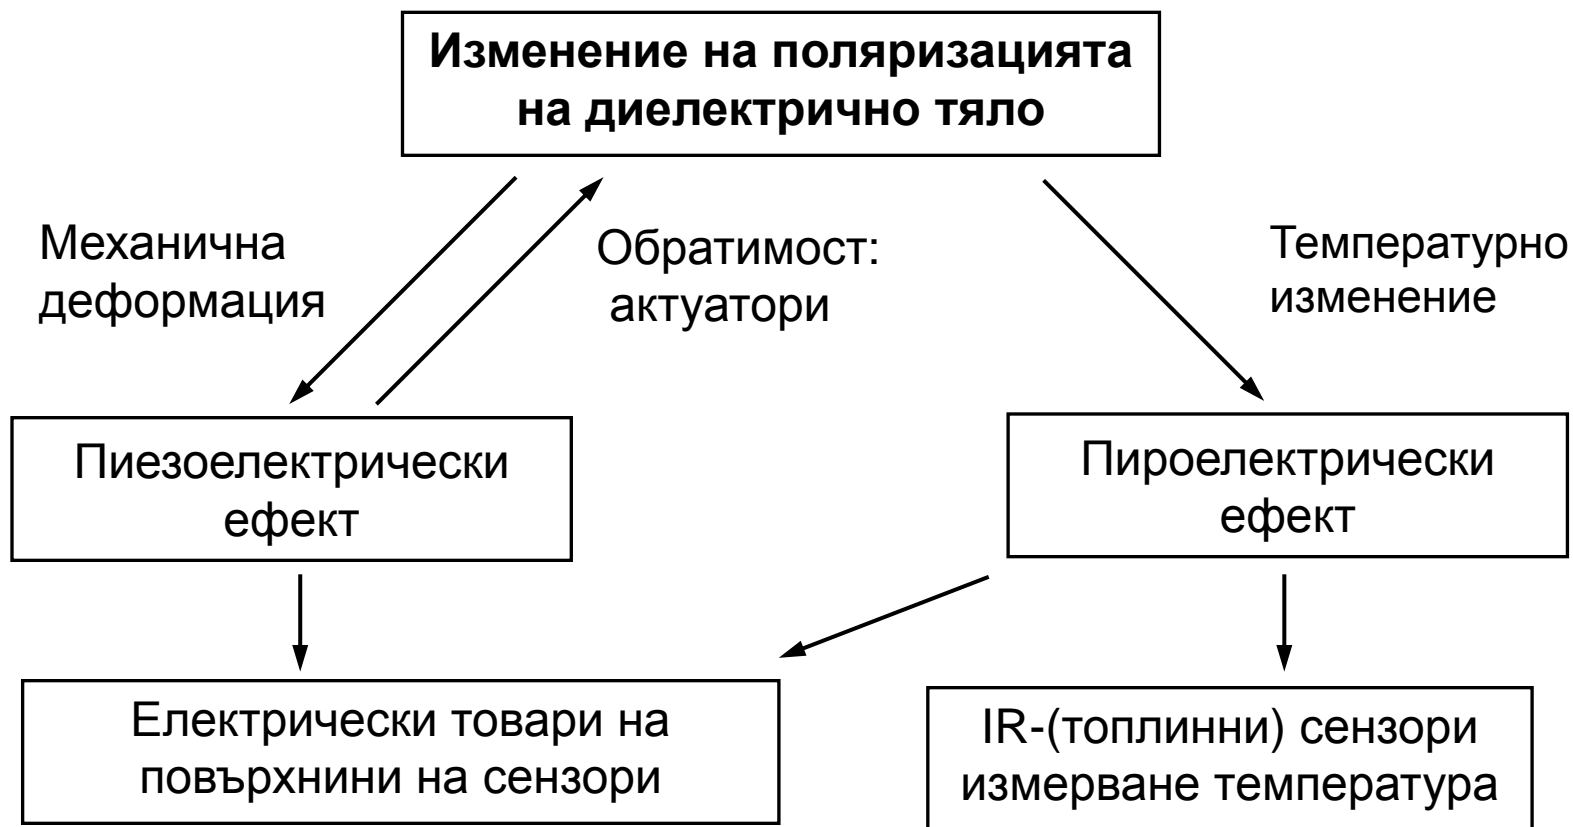 Изменение на поляризацията
на диелектрично тяло
Механична
деформация
Обратимост:
актуатори
Температурно
изменение
Пиезоелектрически
ефект
Пироелектрически
ефект
Електрически товари на
повърхнини на сензори
IR-(топлинни) сензори
измерване температура